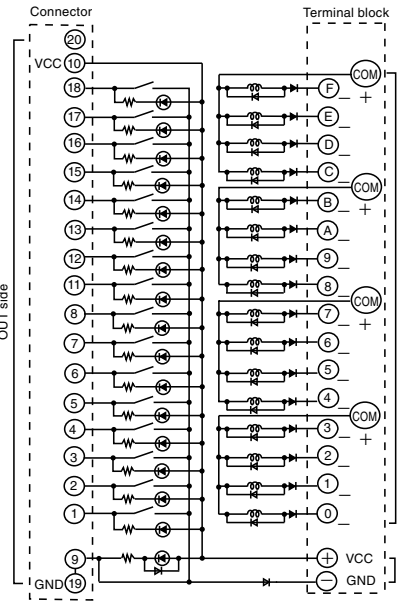 Connector Terminal block
20
VCC 10 COM
18 F − +
17 E −
16 D −
15 C −
14 COM
B − +
13 A −
12 9 −
11 8 −
COM
8 7 − +
7 6 −
6 5 −
5 4 −
COM
4 3 − +
3 2 −
2 1 −
1 0 −
9 + VCC
GND 19 − GND
OUT side